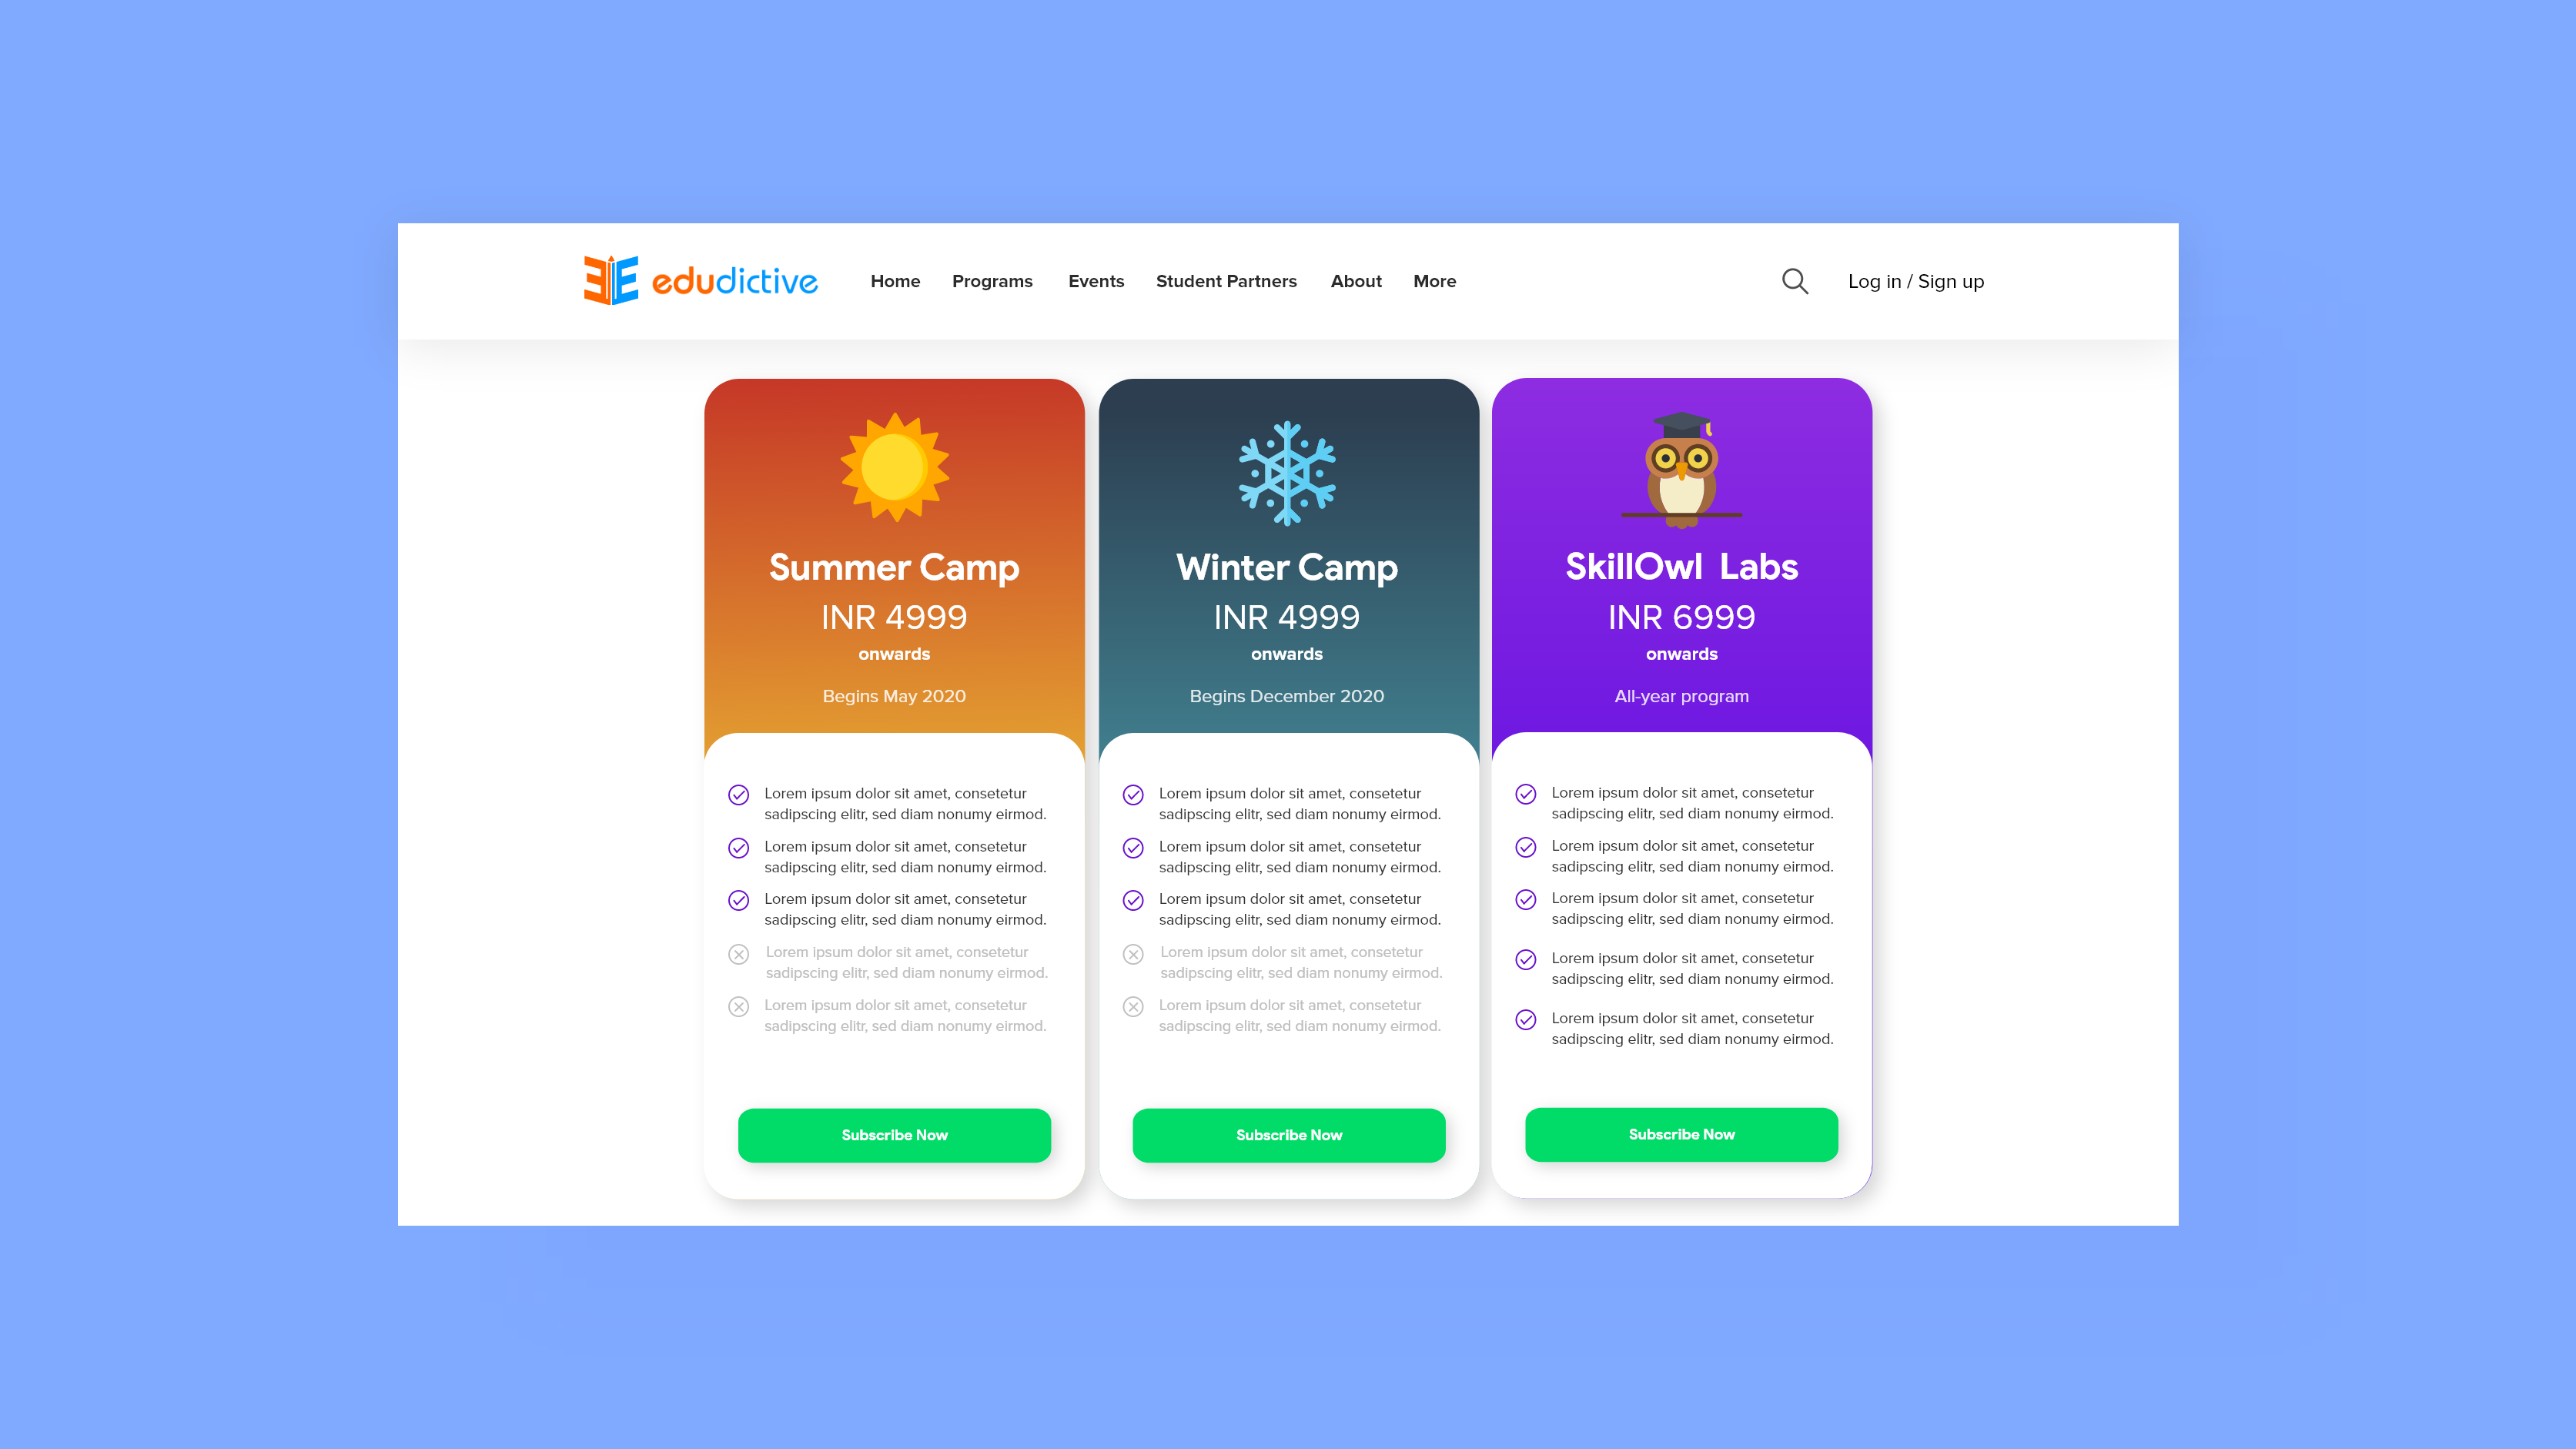 edudictive
Home Programs Events Student Partners About More
Log in / Sign up
Summer Camp
INR 4999
onwards
Begins May 2020
Lorem ipsum dolor sit amet, consetetur
sadipscing elitr, sed diam nonumy eirmod.
Lorem ipsum dolor sit amet, consetetur
sadipscing elitr, sed diam nonumy eirmod.
Lorem ipsum dolor sit amet, consetetur
sadipscing elitr, sed diam nonumy eirmod.
Lorem ipsum dolor sit amet, consetetur
sadipscing elitr, sed diam nonumy eirmod.
Lorem ipsum dolor sit amet, consetetur
sadipscing elitr, sed diam nonumy eirmod.
Subscribe Now
Winter Camp
INR 4999
onwards
Begins December 2020
Lorem ipsum dolor sit amet, consetetur
sadipscing elitr, sed diam nonumy eirmod.
Lorem ipsum dolor sit amet, consetetur
sadipscing elitr, sed diam nonumy eirmod.
Lorem ipsum dolor sit amet, consetetur
sadipscing elitr, sed diam nonumy eirmod.
Lorem ipsum dolor sit amet, consetetur
sadipscing elitr, sed diam nonumy eirmod.
Lorem ipsum dolor sit amet, consetetur
sadipscing elitr, sed diam nonumy eirmod.
Subscribe Now
SkillOwl Labs
INR 6999
onwards
All-year program
Lorem ipsum dolor sit amet, consetetur
sadipscing elitr, sed diam nonumy eirmod.
Lorem ipsum dolor sit amet, consetetur
sadipscing elitr, sed diam nonumy eirmod.
Lorem ipsum dolor sit amet, consetetur
sadipscing elitr, sed diam nonumy eirmod.
Lorem ipsum dolor sit amet, consetetur
sadipscing elitr, sed diam nonumy eirmod.
Lorem ipsum dolor sit amet, consetetur
sadipscing elitr, sed diam nonumy eirmod.
Subscribe Now